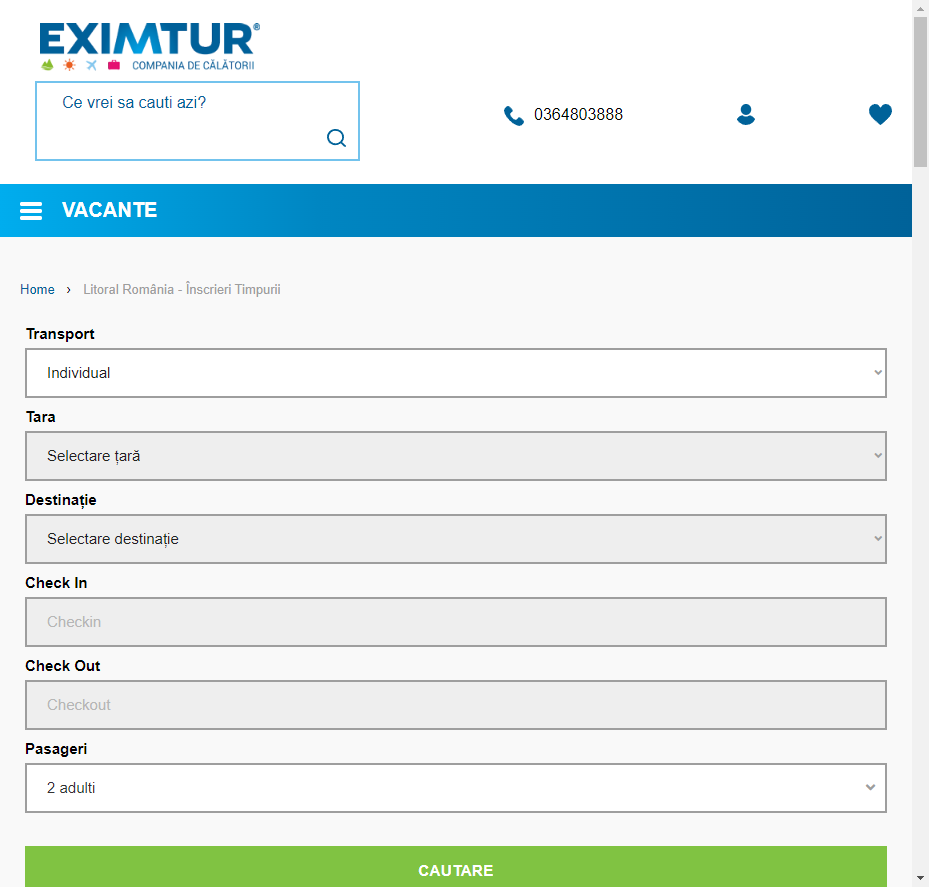 EXIMTUR®
COMPANIA DE CĂLĂTORII
Ce vrei sa cauti azi?
0364803888
VACANTE
Home › Litoral România - Înscrieri Timpurii
Transport
Individual
Tara
Selectare țară
Destinație
Selectare destinație
Check In
Checkin
Check Out
Checkout
Pasageri
2 adulti
CAUTARE